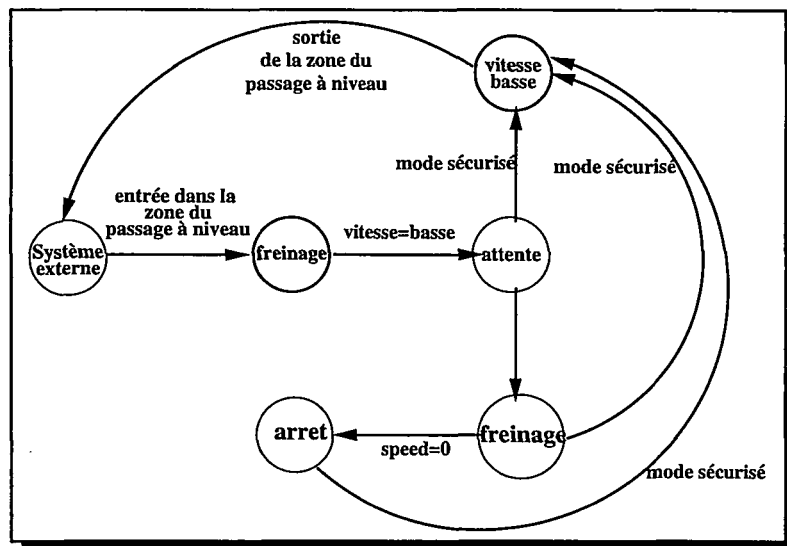 sortie
de la zone du
passage à niveau
vitesse
basse
mode sécurisé
mode sécurisé
entrée dans la
zone du
passage à niveau
Système
externe
freinage
vitesse=basse
attente
arret
speed=0
freinage
mode sécurisé